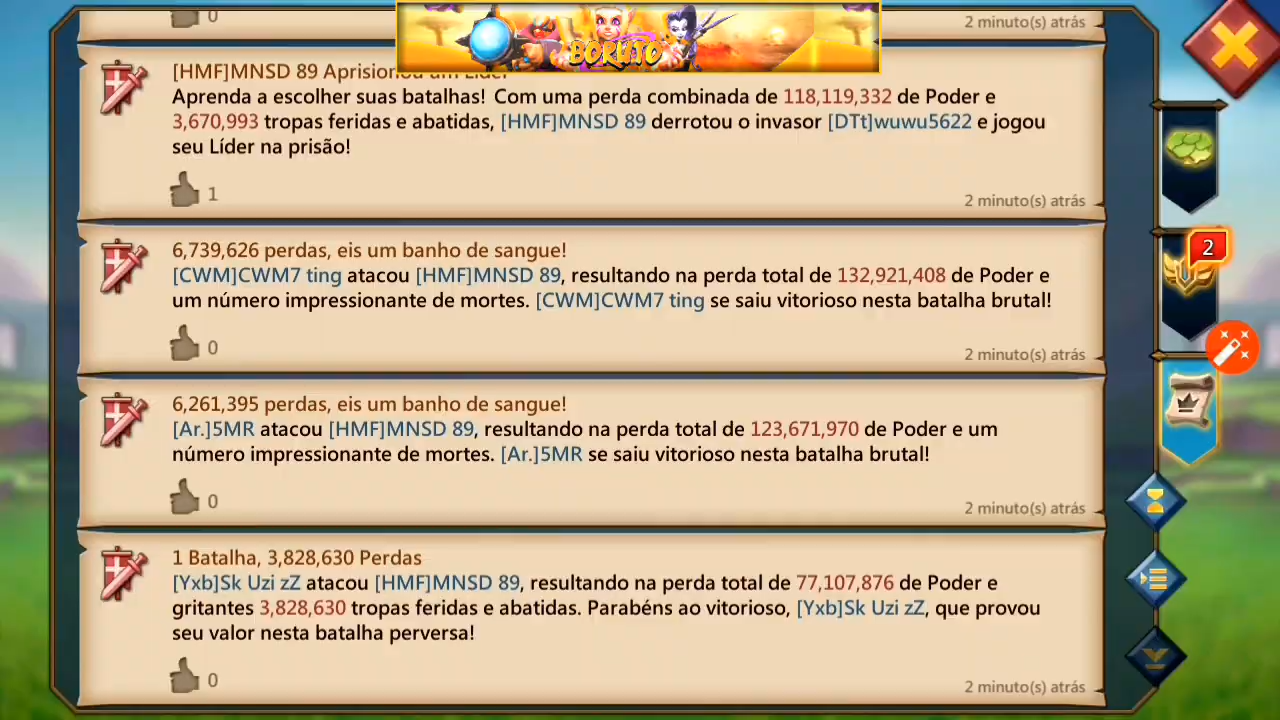 0
2 minuto(s) atrás
BORUTO
[HMF]MNSD 89 Aprisionou um Líder
Aprenda a escolher suas batalhas! Com uma perda combinada de 118,119,332 de Poder e
3,670,993 tropas feridas e abatidas, [HMF]MNSD 89 derrotou o invasor [DTt]wuwu5622 e jogou
seu Líder na prisão!
1
2 minuto(s) atrás
6,739,626 perdas, eis um banho de sangue!
[CWM]CWM7 ting atacou [HMF]MNSD 89, resultando na perda total de 132,921,408 de Poder e
um número impressionante de mortes. [CWM]CWM7 ting se saiu vitorioso nesta batalha brutal!
0
2 minuto(s) atrás
2
6,261,395 perdas, eis um banho de sangue!
[Ar.]5MR atacou [HMF]MNSD 89, resultando na perda total de 123,671,970 de Poder e um
número impressionante de mortes. [Ar.]5MR se saiu vitorioso nesta batalha brutal!
0
2 minuto(s) atrás
1 Batalha, 3,828,630 Perdas
[Yxb]Sk Uzi zZ atacou [HMF]MNSD 89, resultando na perda total de 77,107,876 de Poder e
gritantes 3,828,630 tropas feridas e abatidas. Parabéns ao vitorioso, [Yxb]Sk Uzi zZ, que provou
seu valor nesta batalha perversa!
0
2 minuto(s) atrás